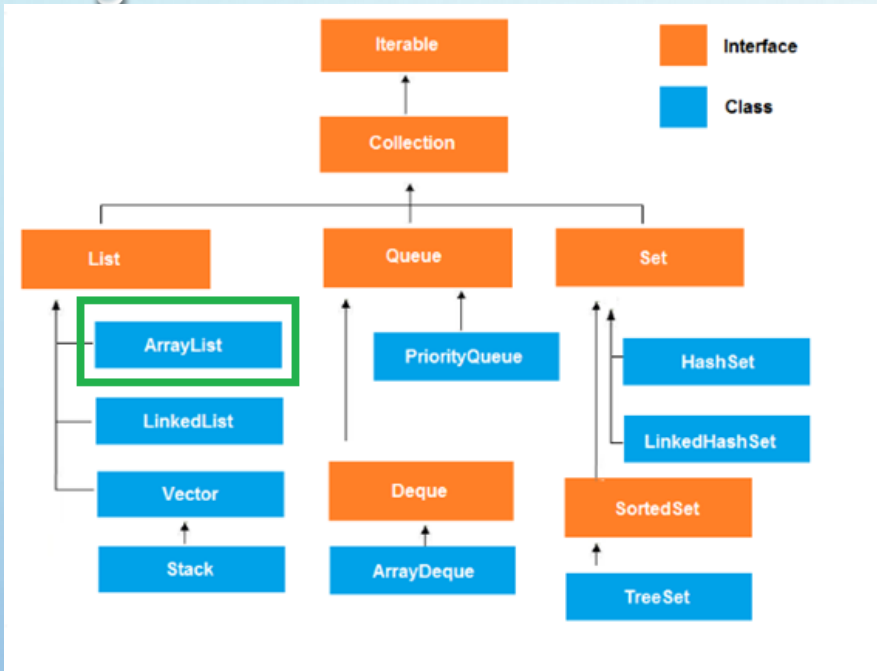 Iterable
Interface
Class
Collection
List
Queue
Set
ArrayList
PriorityQueue
HashSet
LinkedList
LinkedHashSet
Vector
Deque
SortedSet
Stack
ArrayDeque
TreeSet